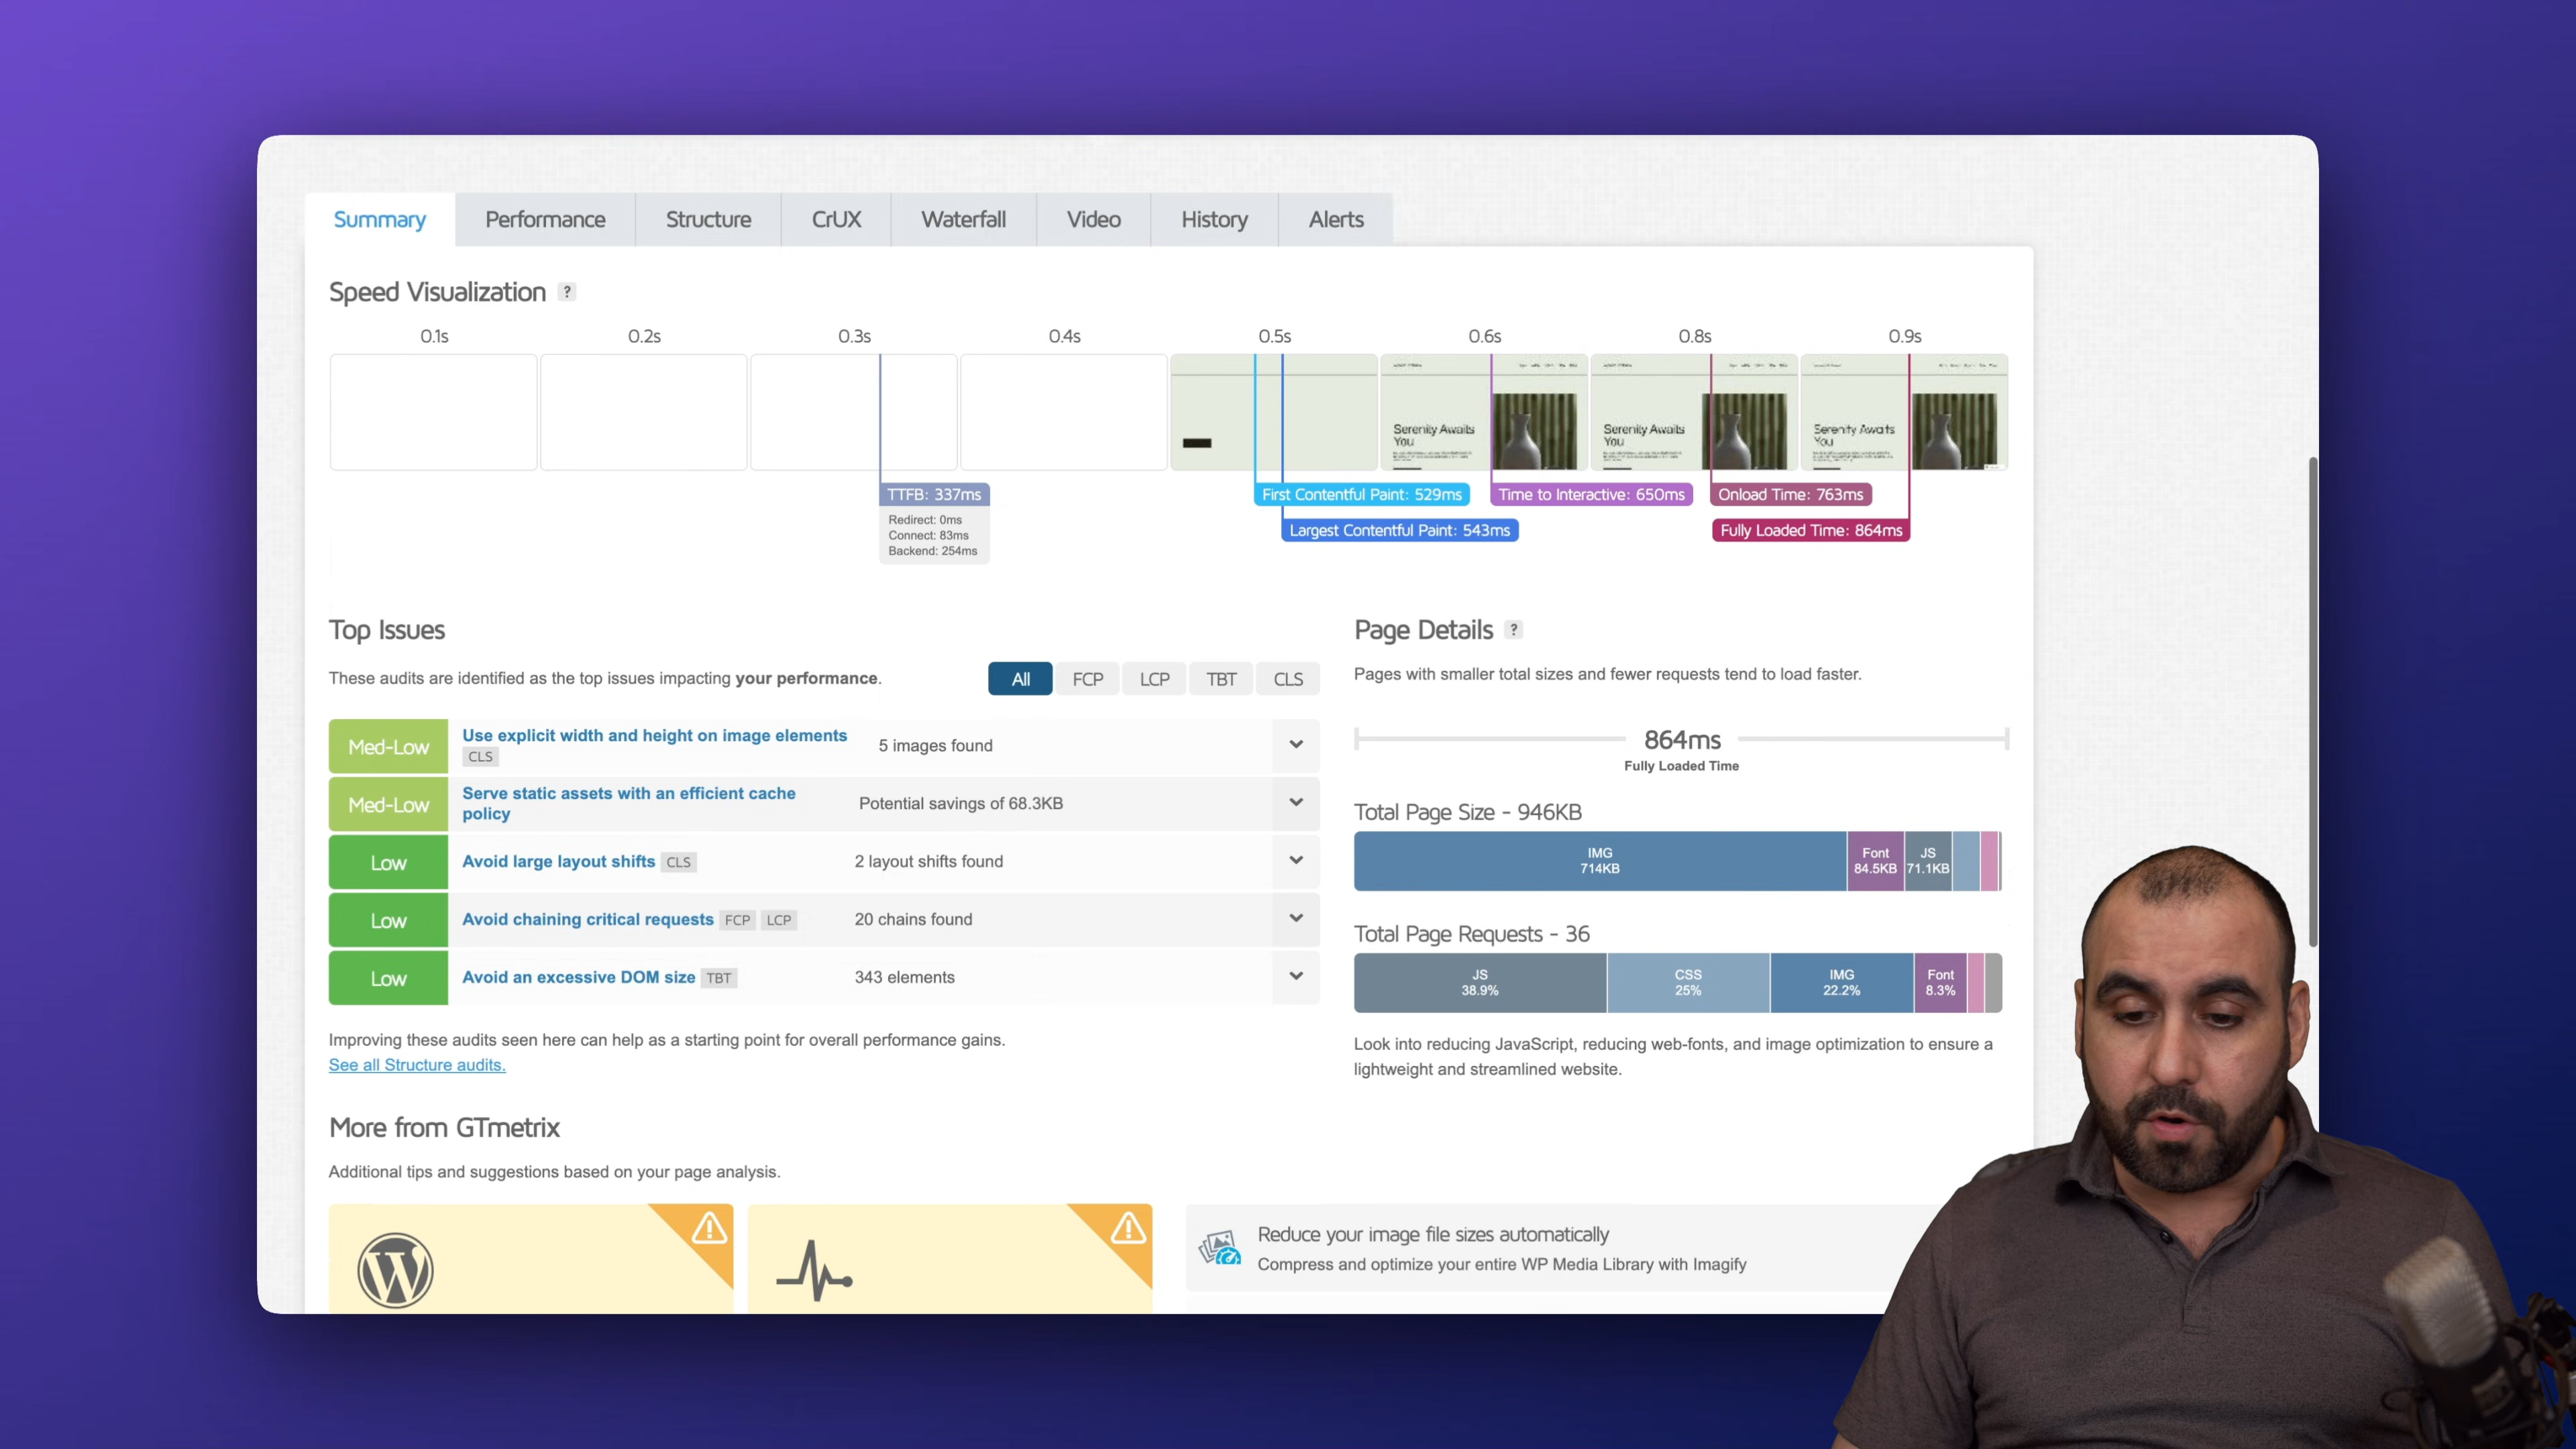 Summary Performance Structure CrUX Waterfall Video History Alerts
Speed Visualization ?
0.1s 0.2s 0.3s 0.4s 0.5s 0.6s 0.8s 0.9s
Serenity Awaits
You
Serenity Awaits
You
Serenity Awaits
You
TTFB: 337ms
Redirect: 0ms
Connect: 83ms
Backend: 254ms
First Contentful Paint: 529ms
Time to Interactive: 650ms
Onload Time: 763ms
Largest Contentful Paint: 543ms
Fully Loaded Time: 864ms
Top Issues
These audits are identified as the top issues impacting your performance.
All FCP LCP TBT CLS
Med-Low Use explicit width and height on image elements 5 images found
CLS
Med-Low Serve static assets with an efficient cache Potential savings of 68.3KB
policy
Low Avoid large layout shifts CLS 2 layout shifts found
Low Avoid chaining critical requests FCP LCP 20 chains found
Low Avoid an excessive DOM size TBT 343 elements
Improving these audits seen here can help as a starting point for overall performance gains.
See all Structure audits.
Page Details ?
Pages with smaller total sizes and fewer requests tend to load faster.
864ms
Fully Loaded Time
Total Page Size - 946KB
IMG Font JS
714KB 84.5KB 71.1KB
Total Page Requests - 36
JS CSS IMG Font
38.9% 25% 22.2% 8.3%
Look into reducing JavaScript, reducing web-fonts, and image optimization to ensure a
lightweight and streamlined website.
More from GTmetrix
Additional tips and suggestions based on your page analysis.
Reduce your image file sizes automatically
Compress and optimize your entire WP Media Library with Imagify